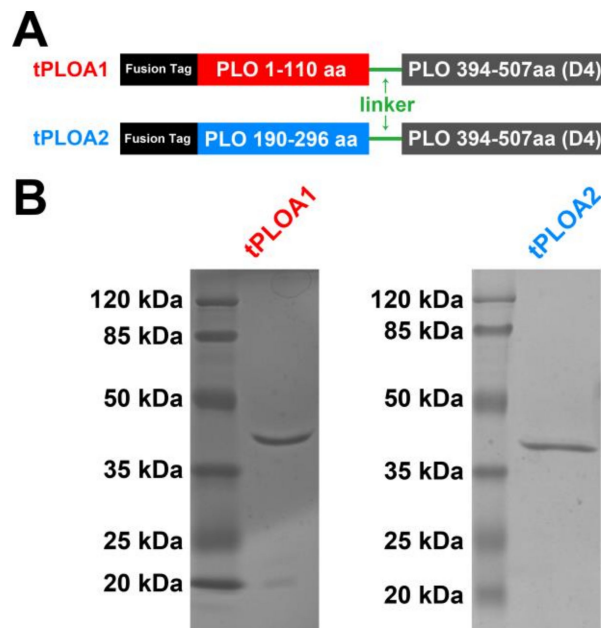 A
tPLOA1 Fusion Tag PLO 1-110 aa PLO 394-507aa (D4)
linker
tPLOA2 Fusion Tag PLO 190-296 aa PLO 394-507aa (D4)
B
tPLOA1
120 kDa
85 kDa
50 kDa
35 kDa
25 kDa
20 kDa
tPLOA2
120 kDa
85 kDa
50 kDa
35 kDa
25 kDa
20 kDa